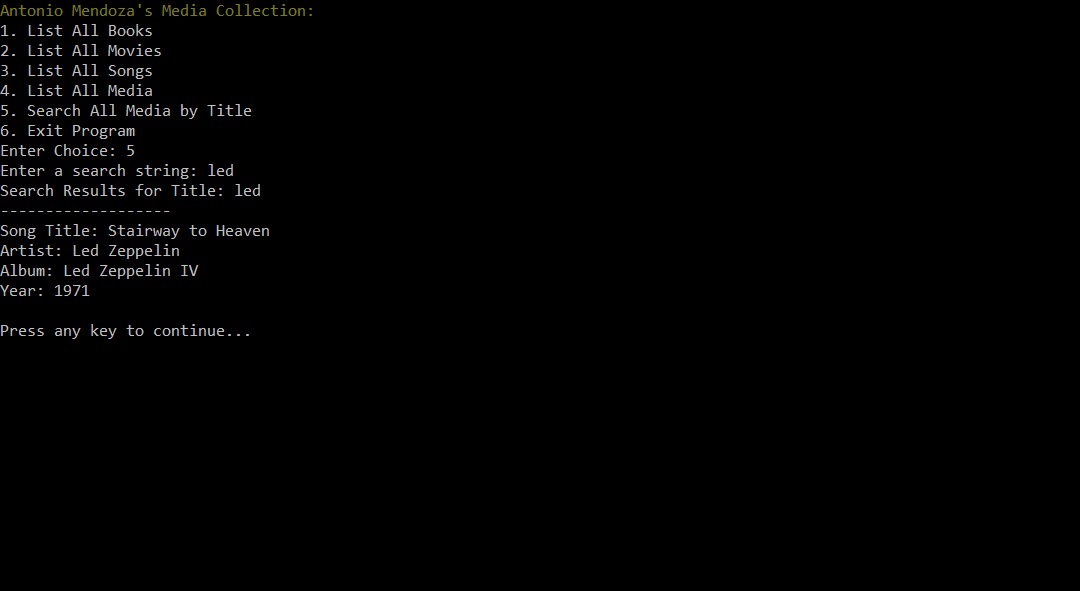 Antonio Mendoza's Media Collection:
1. List All Books
2. List All Movies
3. List All Songs
4. List All Media
5. Search All Media by Title
6. Exit Program
Enter Choice: 5
Enter a search string: led
Search Results for Title: led
-------------------
Song Title: Stairway to Heaven
Artist: Led Zeppelin
Album: Led Zeppelin IV
Year: 1971
Press any key to continue...